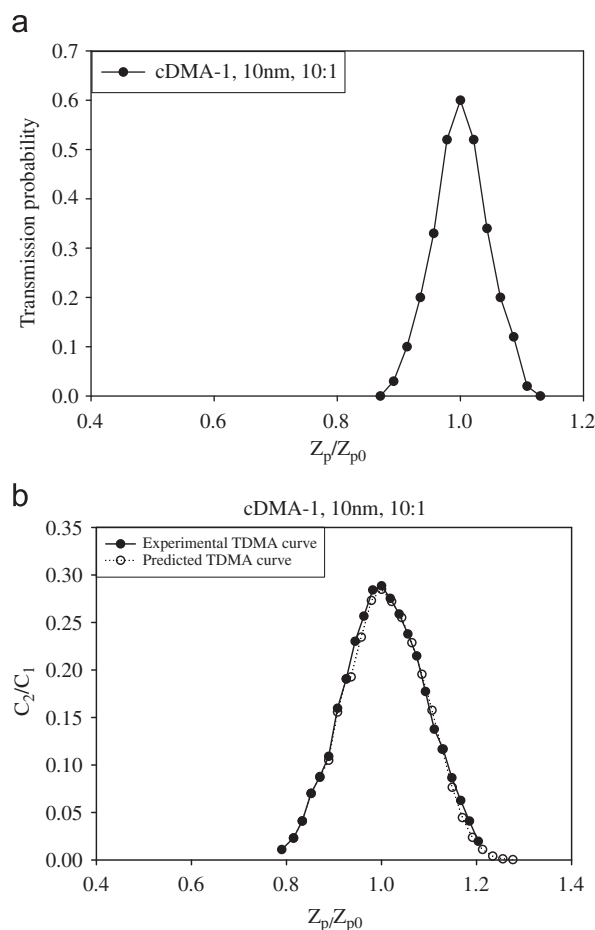 a
0.7
cDMA-1, 10nm, 10:1
0.6
0.5
0.4
0.3
0.2
0.1
0.0
Transmission probability
0.4 0.6 0.8 1.0 1.2
Zp/Zp0
b
cDMA-1, 10nm, 10:1
0.35
Experimental TDMA curve
Predicted TDMA curve
0.30
0.25
0.20
0.15
0.10
0.05
0.00
C2/C1
0.4 0.6 0.8 1.0 1.2 1.4
Zp/Zp0